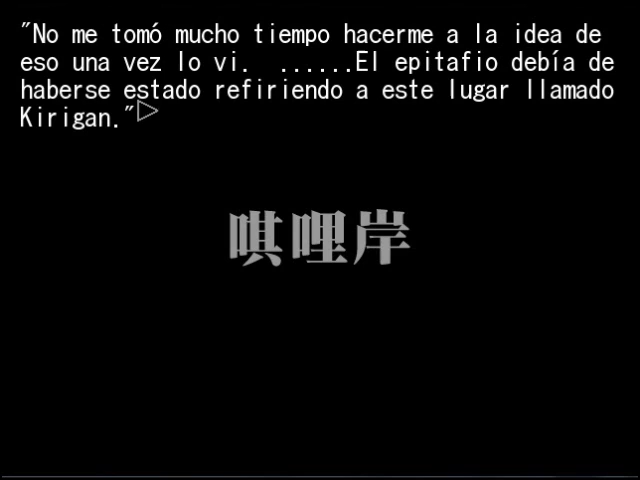 "No me tomó mucho tiempo hacerme a la idea de
eso una vez lo vi.  ......El epitafio debía de
haberse estado refiriendo a este lugar llamado
Kirigan."
唭哩岸